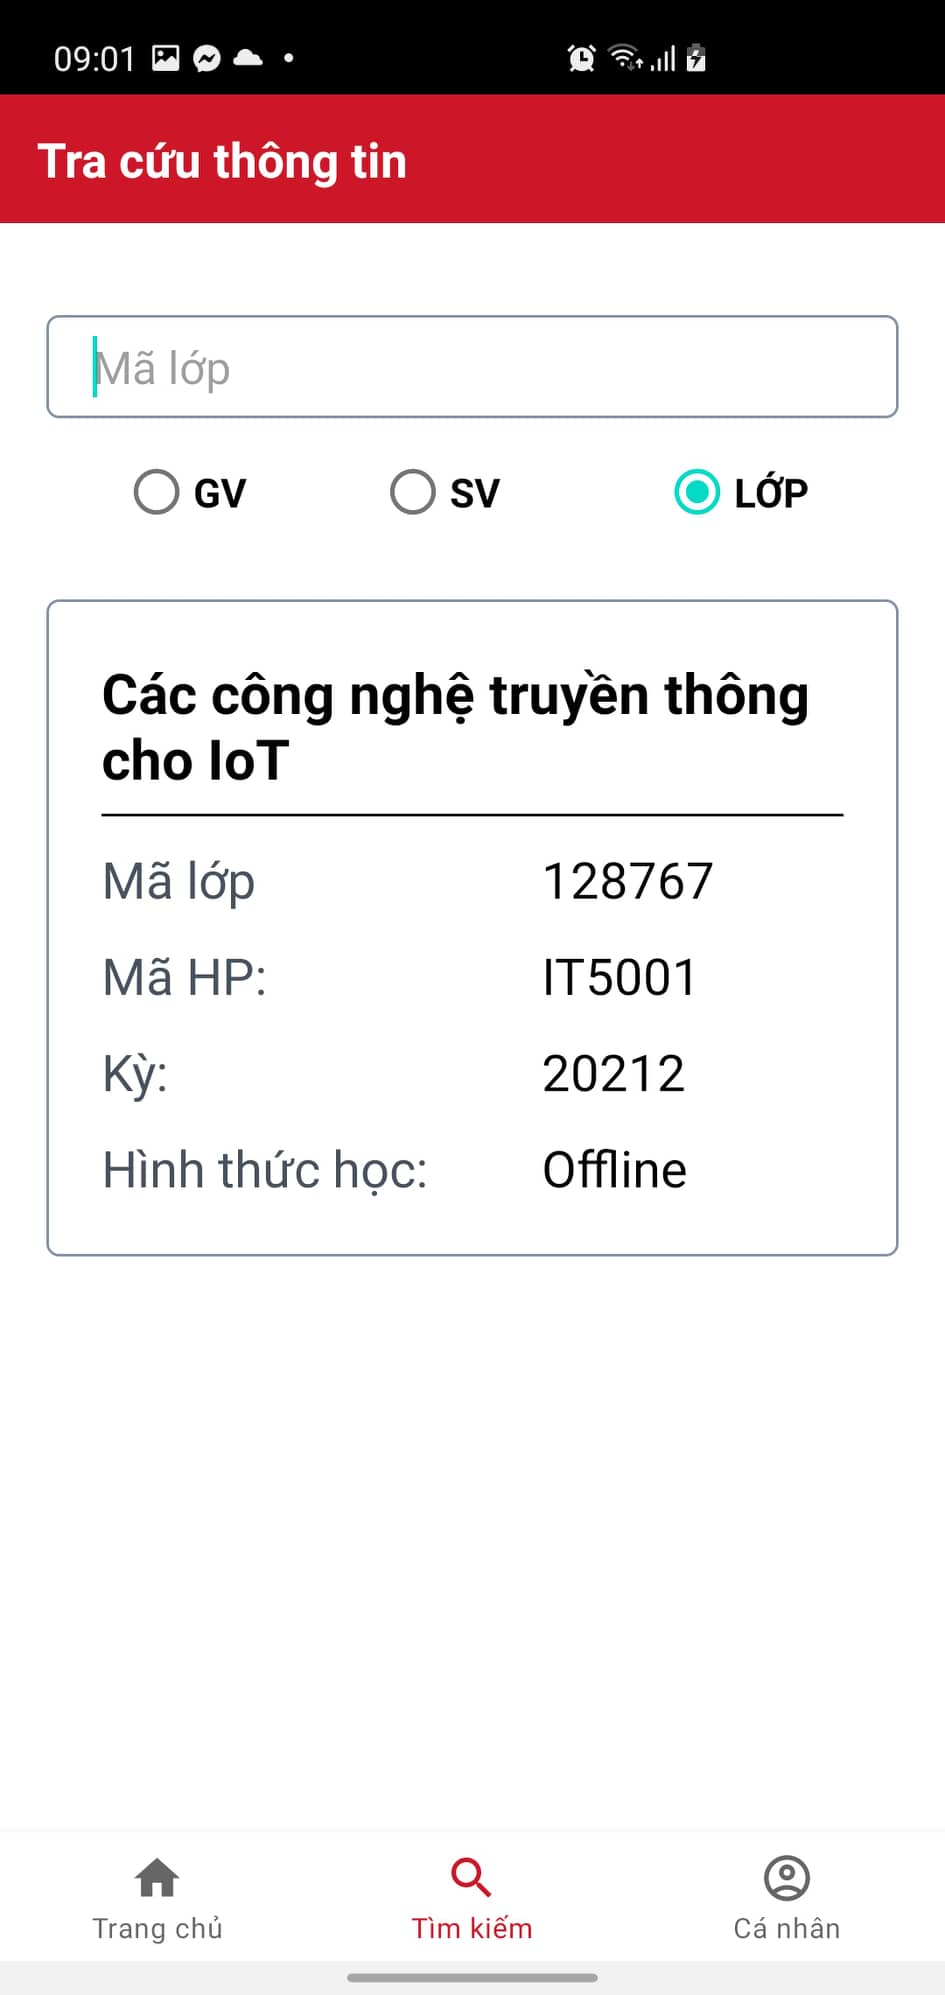 09:01
Tra cứu thông tin
Mã lớp
GV SV LỚP
Các công nghệ truyền thông
cho IoT
Mã lớp 128767
Mã HP: IT5001
Kỳ: 20212
Hình thức học: Offline
Trang chủ Tìm kiếm Cá nhân